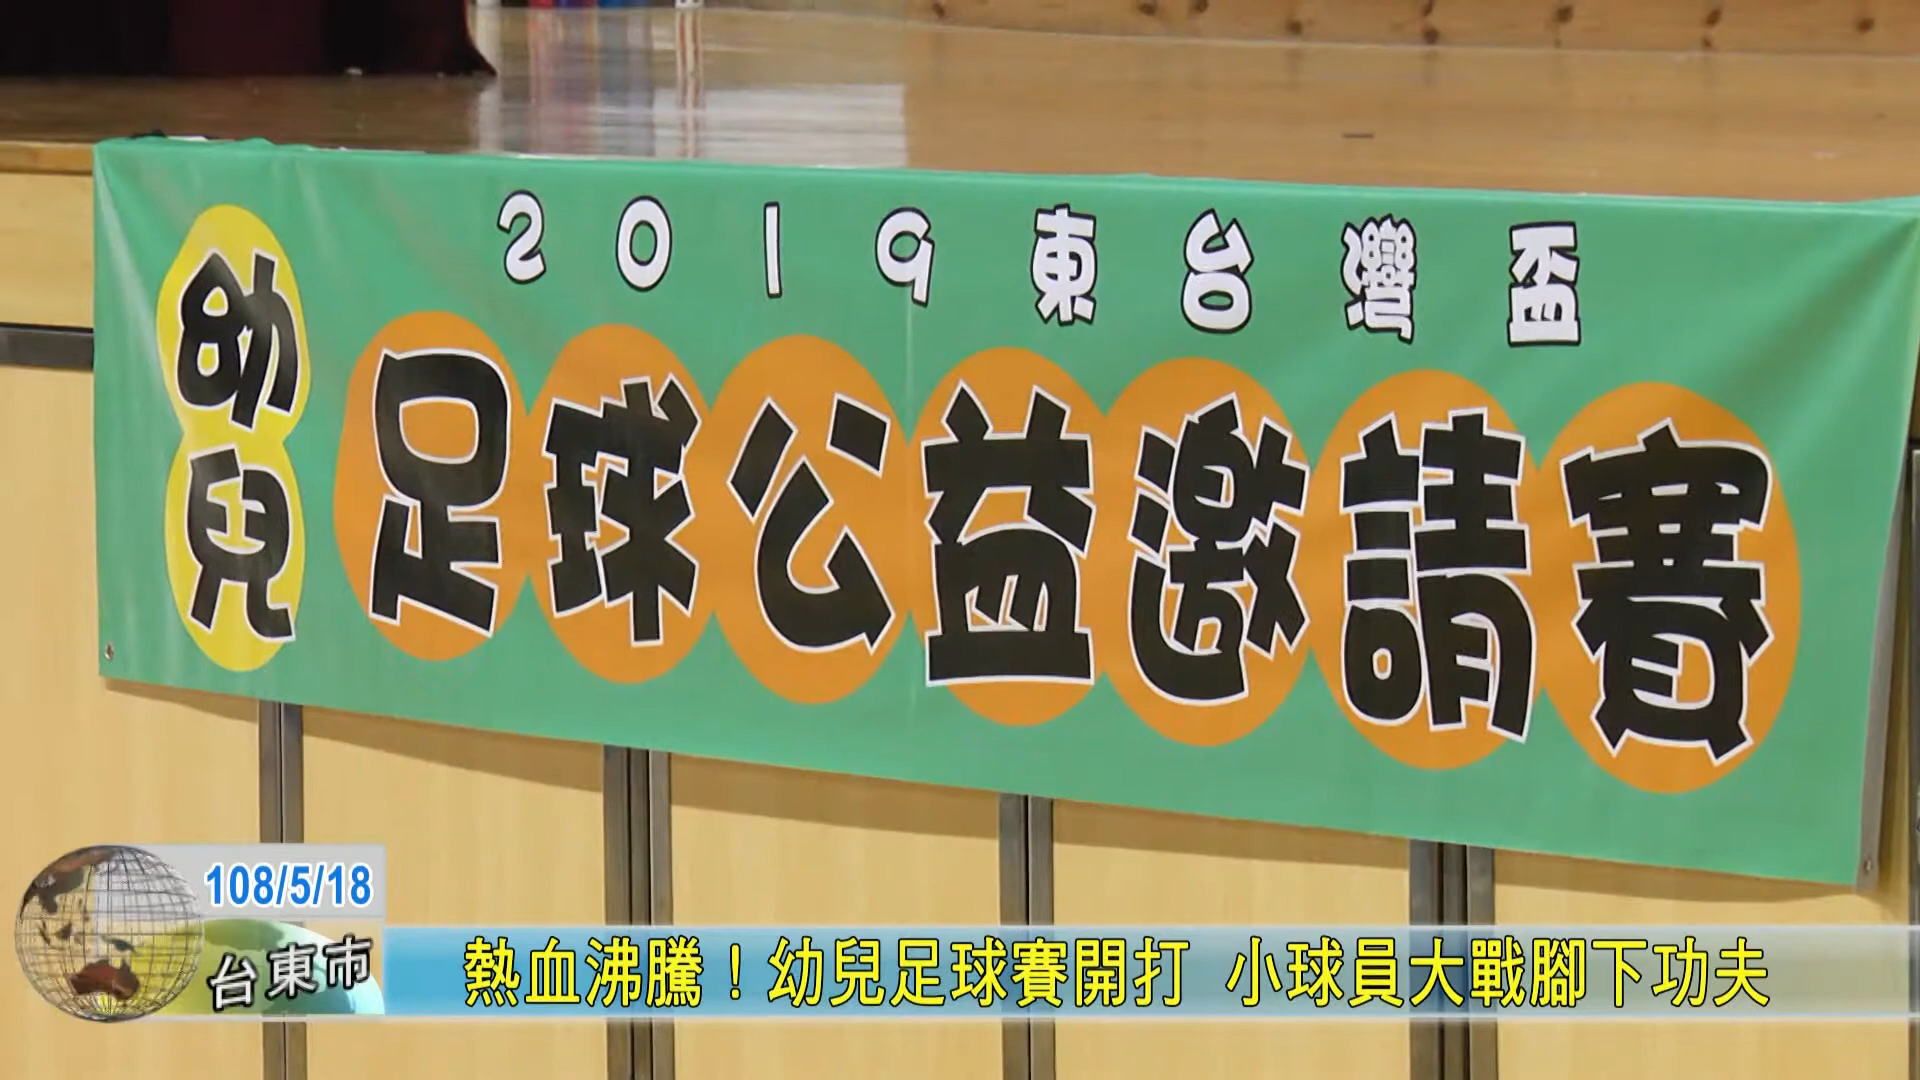 2019東台灣盃
幼兒
足球公益邀請賽
108/5/18
台東市
熱血沸騰！幼兒足球賽開打 小球員大戰腳下功夫